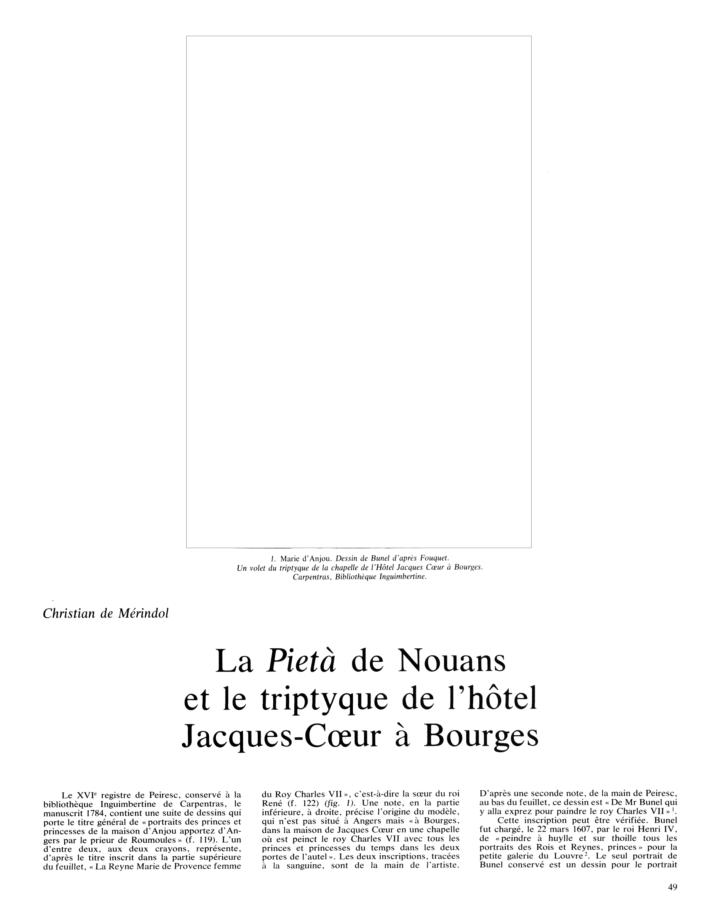 1. Marie d'Anjou. Dessin de Bunel d'après Fouquet.
Un volet du triptyque de la chapelle de l'Hôtel Jacques Cœur à Bourges.
Carpentras, Bibliothèque Inguimbertine.
Christian de Mérindol
La Pietà de Nouans
et le triptyque de l'hôtel
Jacques-Cœur à Bourges
Le XVIe registre de Peiresc, conservé à la
bibliothèque Inguimbertine de Carpentras, le
manuscrit 1784, contient une suite de dessins qui
porte le titre général de « portraits des princes et
princesses de la maison d'Anjou apportez d'An-
gers par le prieur de Roumoules » (f. 119). L'un
d'entre deux, aux deux crayons, représente,
d'après le titre inscrit dans la partie supérieure
du feuillet, « La Reyne Marie de Provence femme
du Roy Charles VII », c'est-à-dire la sœur du roi
René (f. 122) (fig. 1). Une note, en la partie
inférieure, à droite, précise l'origine du modèle,
qui n'est pas situé à Angers mais « à Bourges,
dans la maison de Jacques Cœur en une chapelle
où est peinct le roy Charles VII avec tous les
princes et princesses du temps dans les deux
portes de l'autel ». Les deux inscriptions, tracées
à la sanguine, sont de la main de l'artiste.
D'après une seconde note, de la main de Peiresc,
au bas du feuillet, ce dessin est « De Mr Bunel qui
y alla exprez pour paindre le roy Charles VII »1.
Cette inscription peut être vérifiée. Bunel
fut chargé, le 22 mars 1607, par le roi Henri IV,
de « peindre à huylle et sur thoille tous les
portraits des Rois et Reynes, princes » pour la
petite galerie du Louvre2. Le seul portrait de
Bunel conservé est un dessin pour le portrait
49